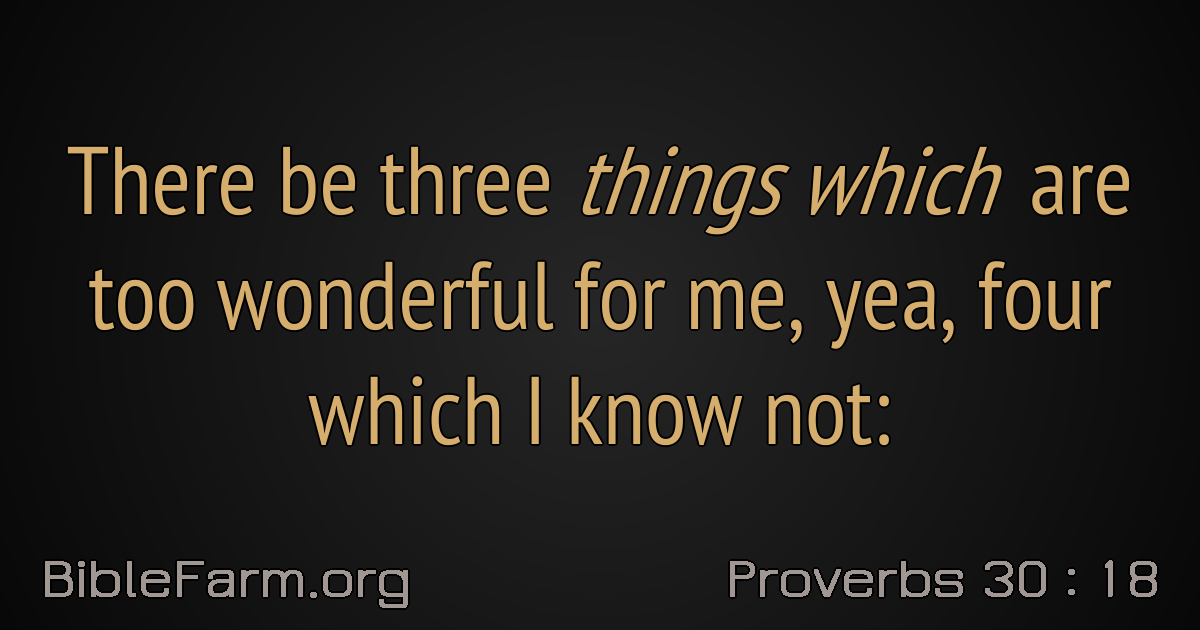 There be three things which are
too wonderful for me, yea, four
which I know not:
BibleFarm.org
Proverbs 30 : 18